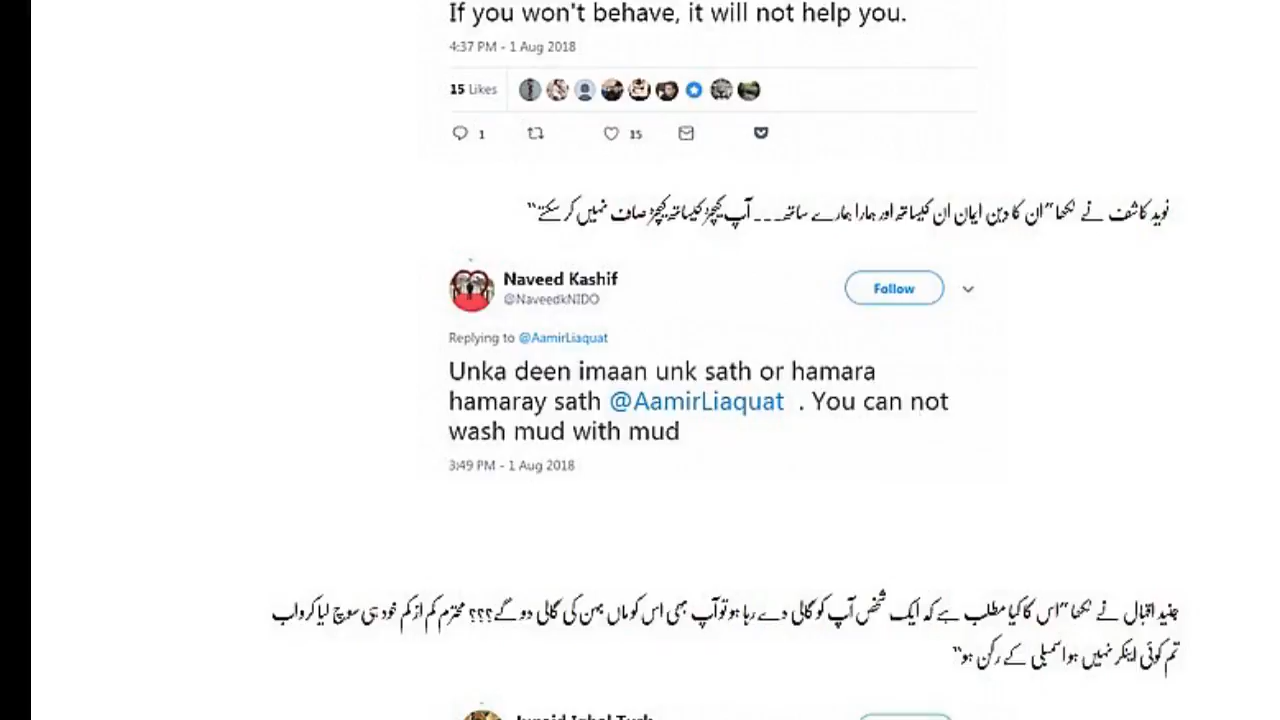 If you won't behave, it will not help you.
4:37 PM - 1 Aug 2018
15 Likes
1 15
نوید کاشف نے لکھا ”ان کا دین ایمان ان کیساتھ اور ہمارا ہمارے ساتھ۔۔۔ آپ کیچڑ کیساتھ کیچڑ صاف نہیں کر سکتے“
Naveed Kashif
@NaveedkNIDO
Follow
Replying to @AamirLiaquat
Unka deen imaan unk sath or hamara
hamaray sath @AamirLiaquat . You can not
wash mud with mud
3:49 PM - 1 Aug 2018
جنید اقبال نے لکھا ”اس کا کیا مطلب ہے کہ ایک شخص آپ کو گالی دے رہا ہو تو آپ بھی اس کو ماں بہن کی گالی دو گے؟؟؟ محترم کم از کم خود ہی سوچ لیا کرو اب
تم کوئی اینکر نہیں ہو اسمبلی کے رکن ہو“